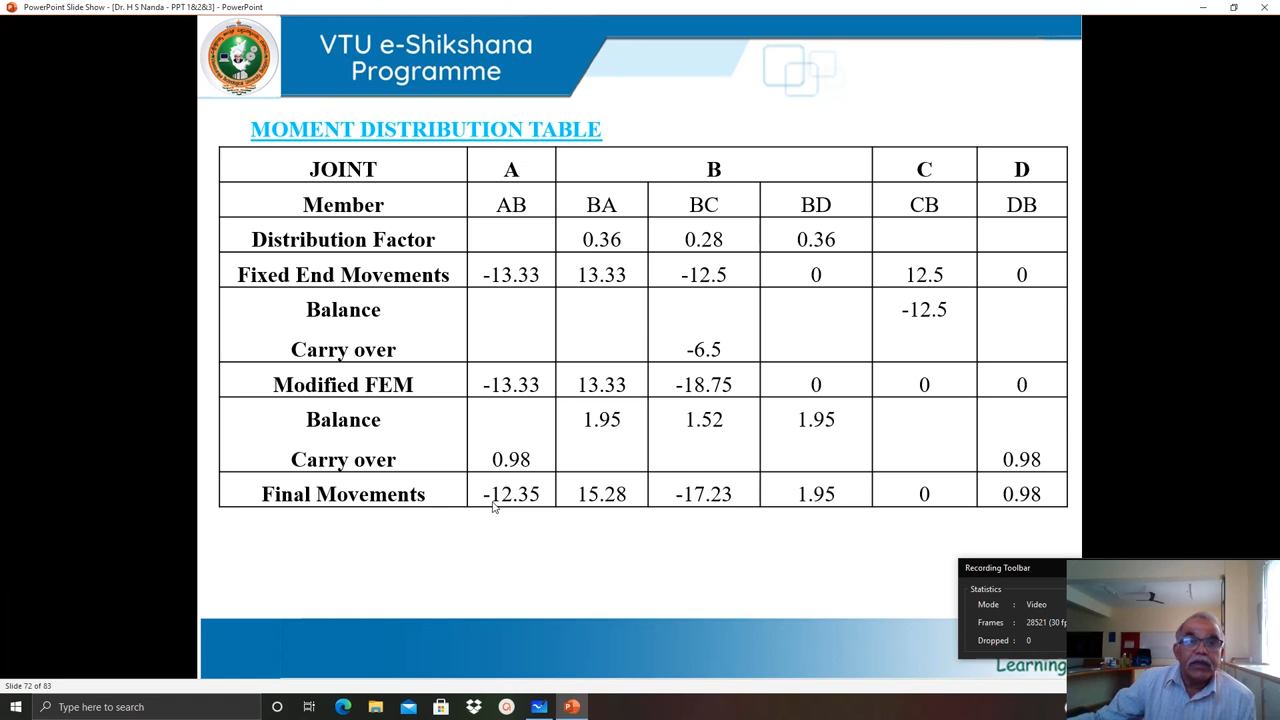 PowerPoint Slide Show - [Dr. H S Nanda - PPT 1&2&3] - PowerPoint
VTU e-Shikshana
Programme
MOMENT DISTRIBUTION TABLE
JOINT A B C D
Member AB BA BC BD CB DB
Distribution Factor 0.36 0.28 0.36
Fixed End Movements -13.33 13.33 -12.5 0 12.5 0
Balance -12.5
Carry over -6.5
Modified FEM -13.33 13.33 -18.75 0 0 0
Balance 1.95 1.52 1.95
Carry over 0.98 0.98
Final Movements -12.35 15.28 -17.23 1.95 0 0.98
Recording Toolbar
Statistics
Mode : Video
Frames : 28521 (30 fp
Dropped : 0
Learning
Slide 72 of 83
Type here to search